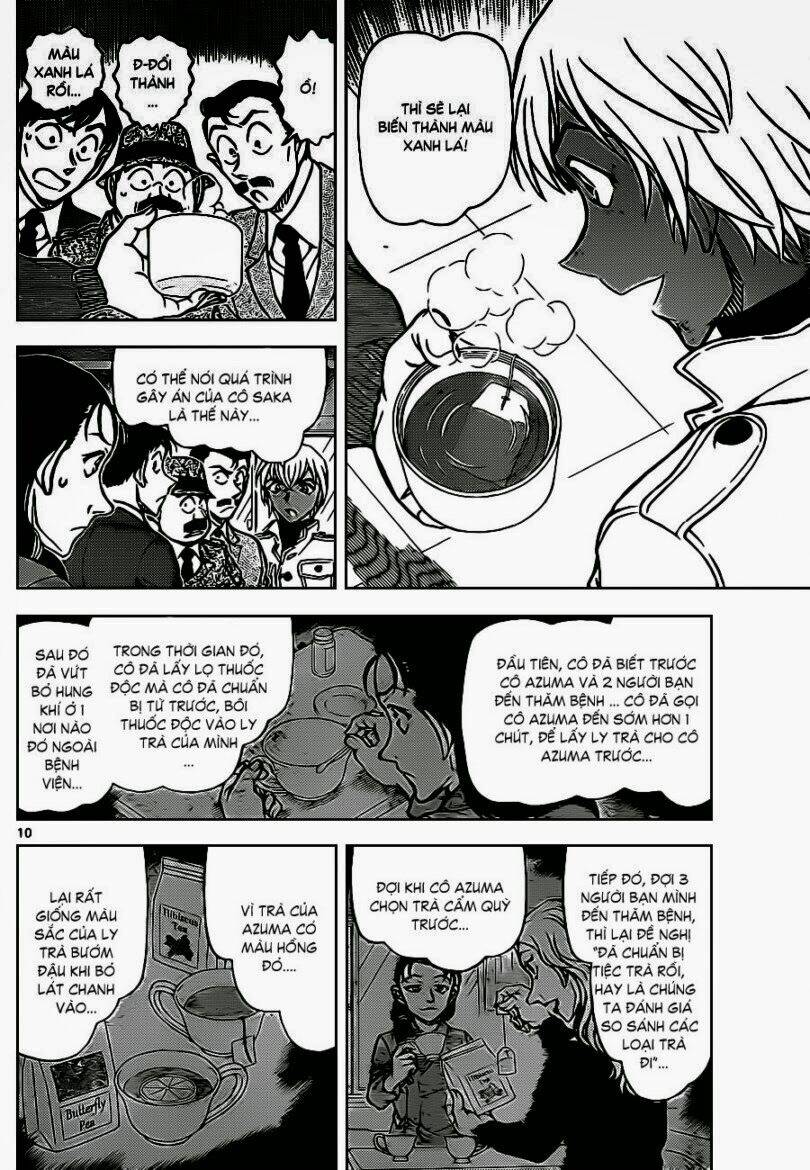 THÌ SẼ LẠI
BIẾN THÀNH MÀU
XANH LÁ!
Ồ!
Đ-ĐỔI
THÀNH
...
MÀU
XANH LÁ
RỒI...
CÓ THỂ NÓI QUÁ TRÌNH
GÂY ÁN CỦA CÔ SAKA
LÀ THẾ NÀY...
ĐẦU TIÊN, CÔ ĐÃ BIẾT TRƯỚC
CÔ AZUMA VÀ 2 NGƯỜI BẠN
ĐẾN THĂM BỆNH ... CÔ ĐÃ GỌI
CÔ AZUMA ĐẾN SỚM HƠN 1
CHÚT, ĐỂ LẤY LY TRÀ CHO CÔ
AZUMA TRƯỚC...
TRONG THỜI GIAN ĐÓ,
CÔ ĐÃ LẤY LỌ THUỐC
ĐỘC MÀ CÔ ĐÃ CHUẨN
BỊ TỪ TRƯỚC, BÔI
THUỐC ĐỘC VÀO LY
TRÀ CỦA MÌNH
...
SAU ĐÓ
ĐÃ VỨT
BỎ HUNG
KHÍ Ở 1
NƠI NÀO
ĐÓ NGOÀI
BỆNH
VIỆN...
10
TIẾP ĐÓ, ĐỢI 3
NGƯỜI BẠN MÌNH
ĐẾN THĂM BỆNH,
THÌ LẠI ĐỀ NGHỊ
"ĐÃ CHUẨN BỊ
TIỆC TRÀ RỒI,
HAY LÀ CHÚNG
TA ĐÁNH GIÁ
SO SÁNH CÁC
LOẠI TRÀ
ĐI"...
ĐỢI KHI CÔ AZUMA
CHỌN TRÀ CẨM QUỲ
TRƯỚC...
VÌ TRÀ CỦA
AZUMA CÓ
MÀU HỒNG
ĐÓ....
LẠI RẤT
GIỐNG MÀU
SẮC CỦA LY
TRÀ BƯỚM
ĐẬU KHI BỎ
LÁT CHANH
VÀO...
Hibiscus
Tea
Butterfly
Pea